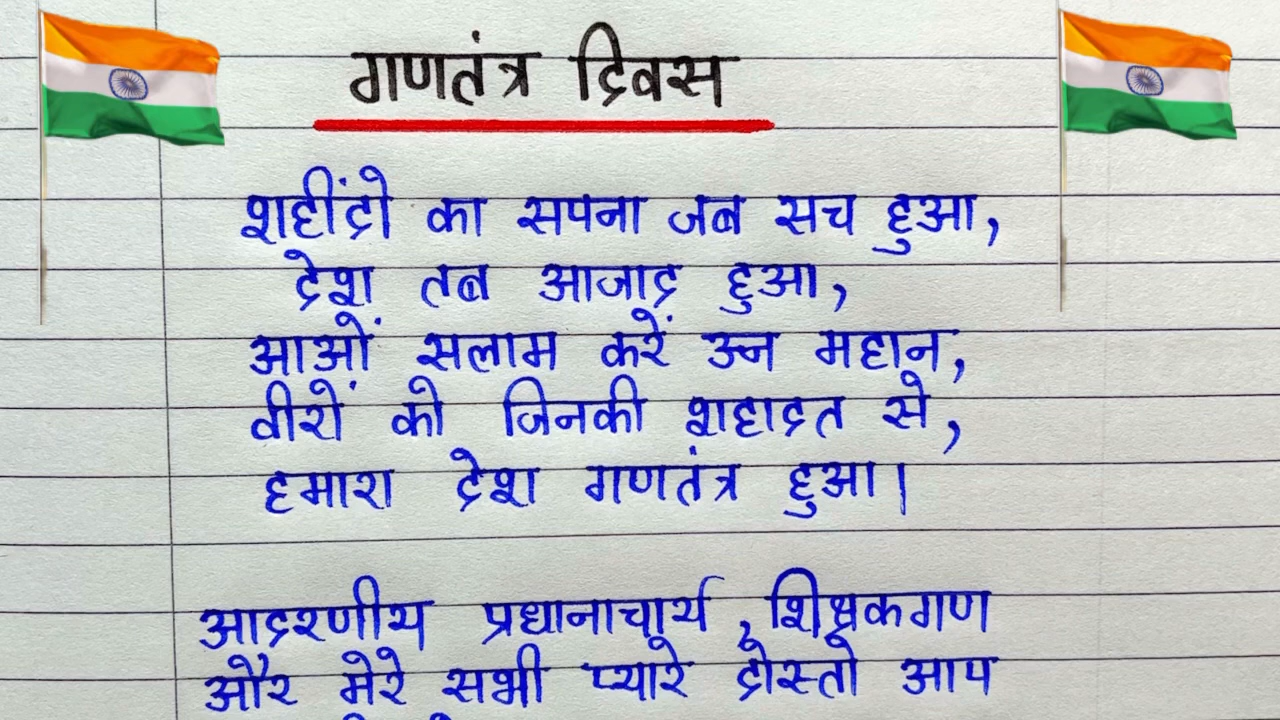 गणतंत्र दिवस
शहींदो का सपना जब सच हुआ,
देश तब आजाद हुआ,
आओं सलाम करें उन महान,
वीरों को जिनकी शहादत से,
हमारा देश गणतंत्र हुआ।
आदरणीय प्रधानाचार्य, शिक्षकगण
और मेरे सभी प्यारे दोस्तो आप